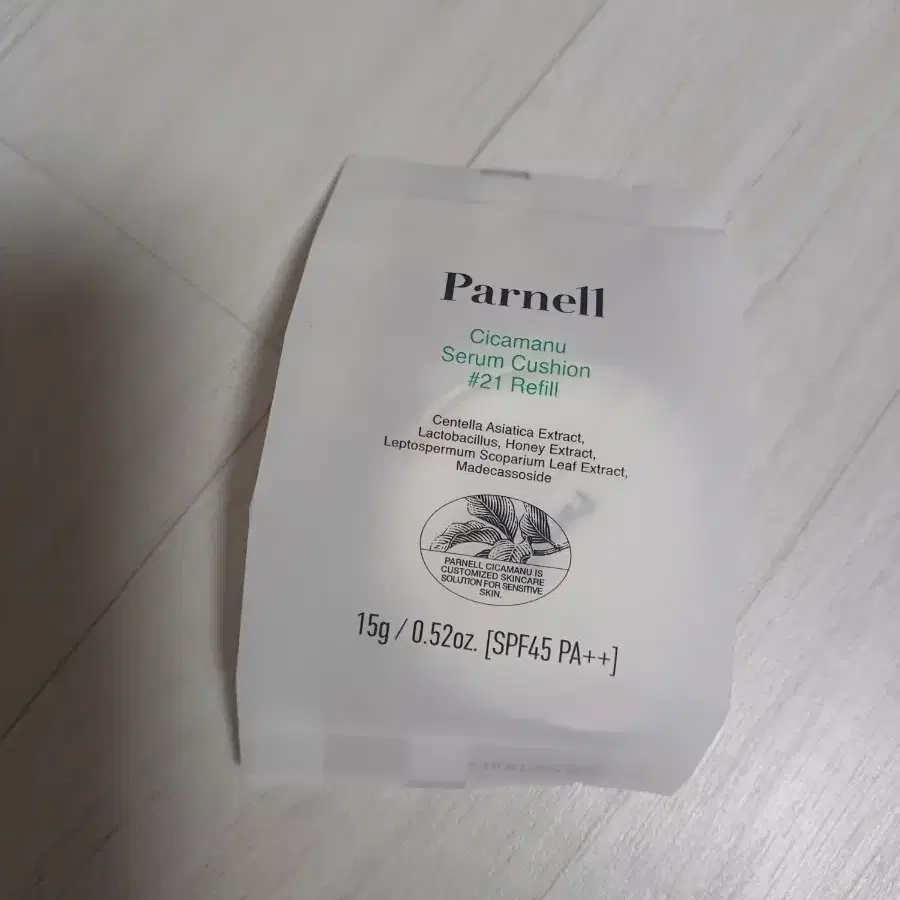 Parnell
Cicamanu
Serum Cushion
#21 Refill
Centella Asiatica Extract,
Lactobacillus, Honey Extract,
Leptospermum Scoparium Leaf Extract,
Madecassoside
PARNELL CICAMANU IS
CUSTOMIZED SKINCARE
SOLUTION FOR SENSITIVE
SKIN.
15g / 0.52oz. [SPF45 PA++]